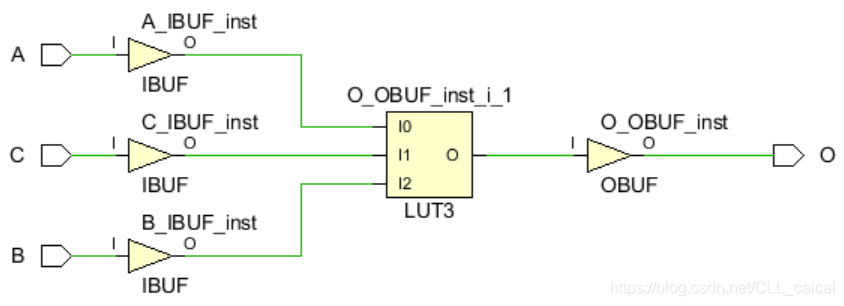 A_IBUF_inst
A
I
O
IBUF
O_OBUF_inst_i_1
I0
C_IBUF_inst
O_OBUF_inst
C
I
O
I1
O
I
O
O
IBUF
I2
OBUF
LUT3
B_IBUF_inst
B
I
O
IBUF
https://blog.csdn.net/CLL_caicai